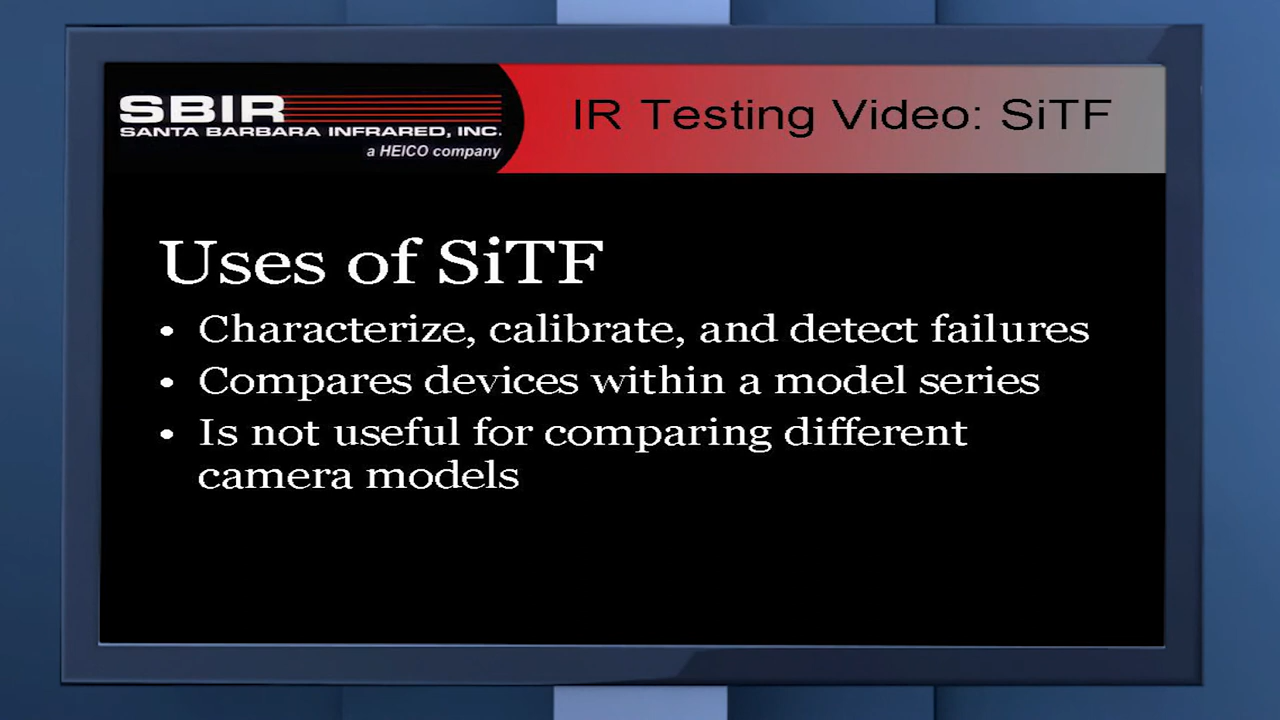 SBIR
SANTA BARBARA INFRARED, INC.
a HEICO company
IR Testing Video: SiTF
Uses of SiTF
• Characterize, calibrate, and detect failures
• Compares devices within a model series
• Is not useful for comparing different
camera models